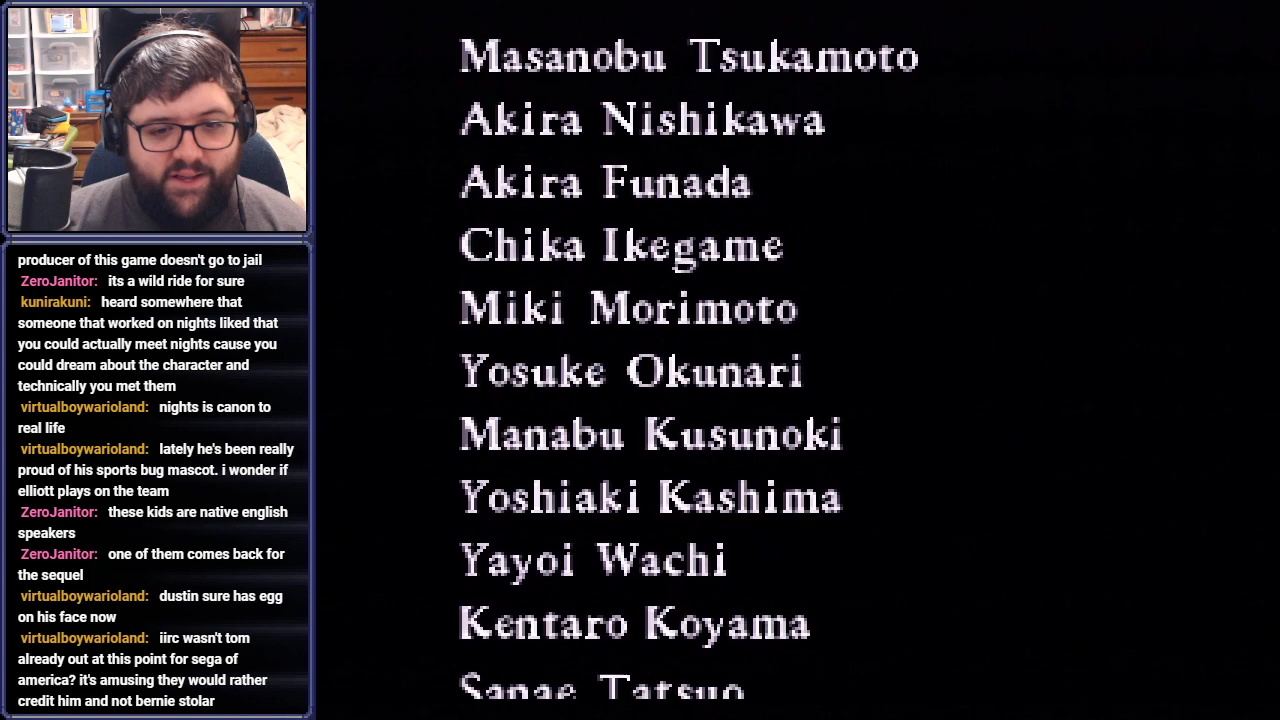 producer of this game doesn't go to jail
ZeroJanitor: its a wild ride for sure
kunirakuni: heard somewhere that
someone that worked on nights liked that
you could actually meet nights cause you
could dream about the character and
technically you met them
virtualboywarioland: nights is canon to
real life
virtualboywarioland: lately he's been really
proud of his sports bug mascot. i wonder if
elliott plays on the team
ZeroJanitor: these kids are native english
speakers
ZeroJanitor: one of them comes back for
the sequel
virtualboywarioland: dustin sure has egg
on his face now
virtualboywarioland: iirc wasn't tom
already out at this point for sega of
america? it's amusing they would rather
credit him and not bernie stolar
Masanobu Tsukamoto
Akira Nishikawa
Akira Funada
Chika Ikegame
Miki Morimoto
Yosuke Okunari
Manabu Kusunoki
Yoshiaki Kashima
Yayoi Wachi
Kentaro Koyama
Sanae Tatsuo